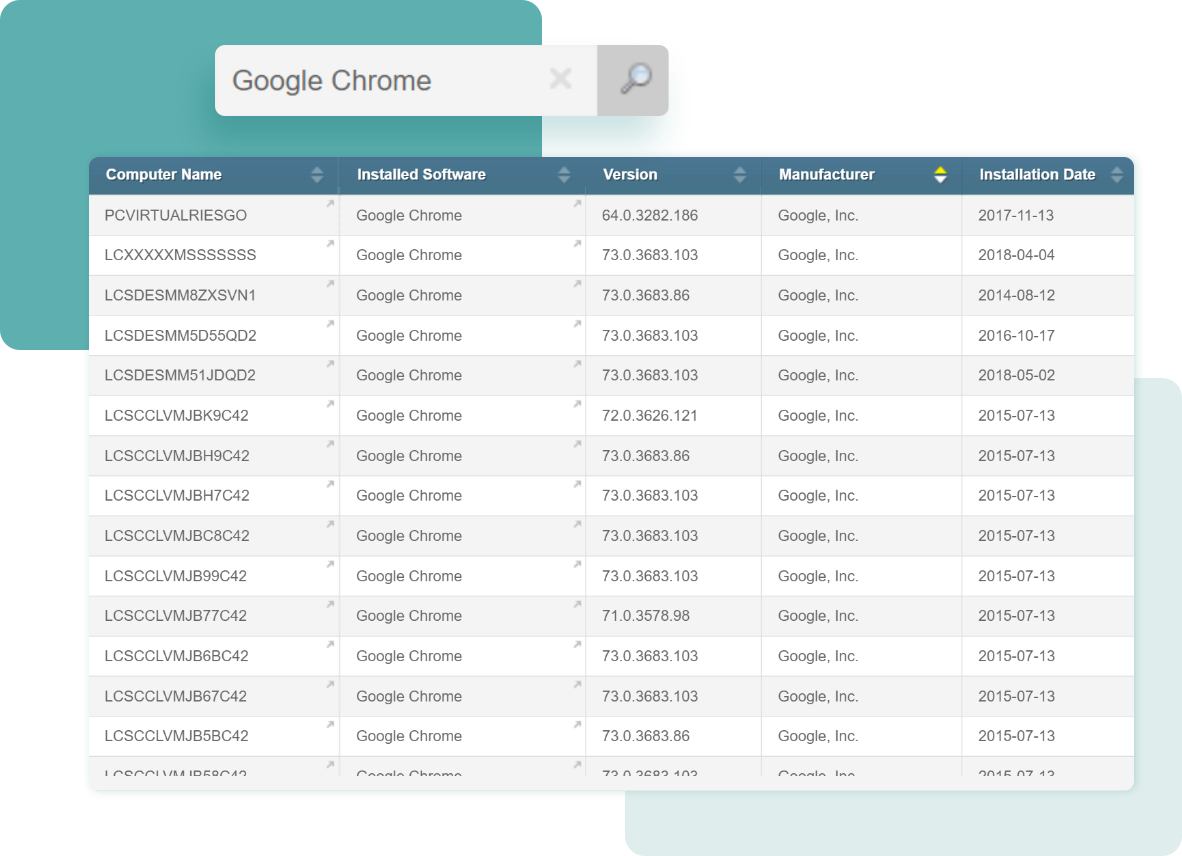 Google Chrome
Computer Name Installed Software Version Manufacturer Installation Date
PCVIRTUALRIESGO Google Chrome 64.0.3282.186 Google, Inc. 2017-11-13
LCXXXXXMSSSSSSS Google Chrome 73.0.3683.103 Google, Inc. 2018-04-04
LCSDESMM8ZXSVN1 Google Chrome 73.0.3683.86 Google, Inc. 2014-08-12
LCSDESMM5D55QD2 Google Chrome 73.0.3683.103 Google, Inc. 2016-10-17
LCSDESMM51JDQD2 Google Chrome 73.0.3683.103 Google, Inc. 2018-05-02
LCSCCLVMJBK9C42 Google Chrome 72.0.3626.121 Google, Inc. 2015-07-13
LCSCCLVMJBH9C42 Google Chrome 73.0.3683.86 Google, Inc. 2015-07-13
LCSCCLVMJBH7C42 Google Chrome 73.0.3683.103 Google, Inc. 2015-07-13
LCSCCLVMJBC8C42 Google Chrome 73.0.3683.103 Google, Inc. 2015-07-13
LCSCCLVMJB99C42 Google Chrome 73.0.3683.103 Google, Inc. 2015-07-13
LCSCCLVMJB77C42 Google Chrome 71.0.3578.98 Google, Inc. 2015-07-13
LCSCCLVMJB6BC42 Google Chrome 73.0.3683.103 Google, Inc. 2015-07-13
LCSCCLVMJB67C42 Google Chrome 73.0.3683.103 Google, Inc. 2015-07-13
LCSCCLVMJB5BC42 Google Chrome 73.0.3683.86 Google, Inc. 2015-07-13
Google Chrome 73.0.3683.103 Google, Inc. 2015-07-13